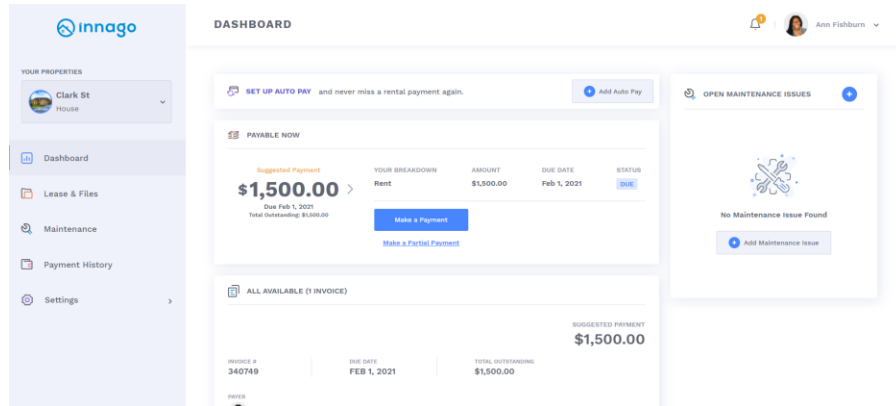 innago
DASHBOARD
1
Ann Fishburn
YOUR PROPERTIES
Clark St
House
Dashboard
Lease & Files
Maintenance
Payment History
Settings
SET UP AUTO PAY and never miss a rental payment again.
Add Auto Pay
PAYABLE NOW
Suggested Payment
$1,500.00
Due Feb 1, 2021
Total Outstanding: $1,500.00
YOUR BREAKDOWN AMOUNT DUE DATE STATUS
Rent $1,500.00 Feb 1, 2021 DUE
Make a Payment
Make a Partial Payment
ALL AVAILABLE (1 INVOICE)
SUGGESTED PAYMENT
$1,500.00
INVOICE # DUE DATE TOTAL OUTSTANDING
340749 FEB 1, 2021 $1,500.00
PAYER
OPEN MAINTENANCE ISSUES
No Maintenance Issue Found
Add Maintenance Issue